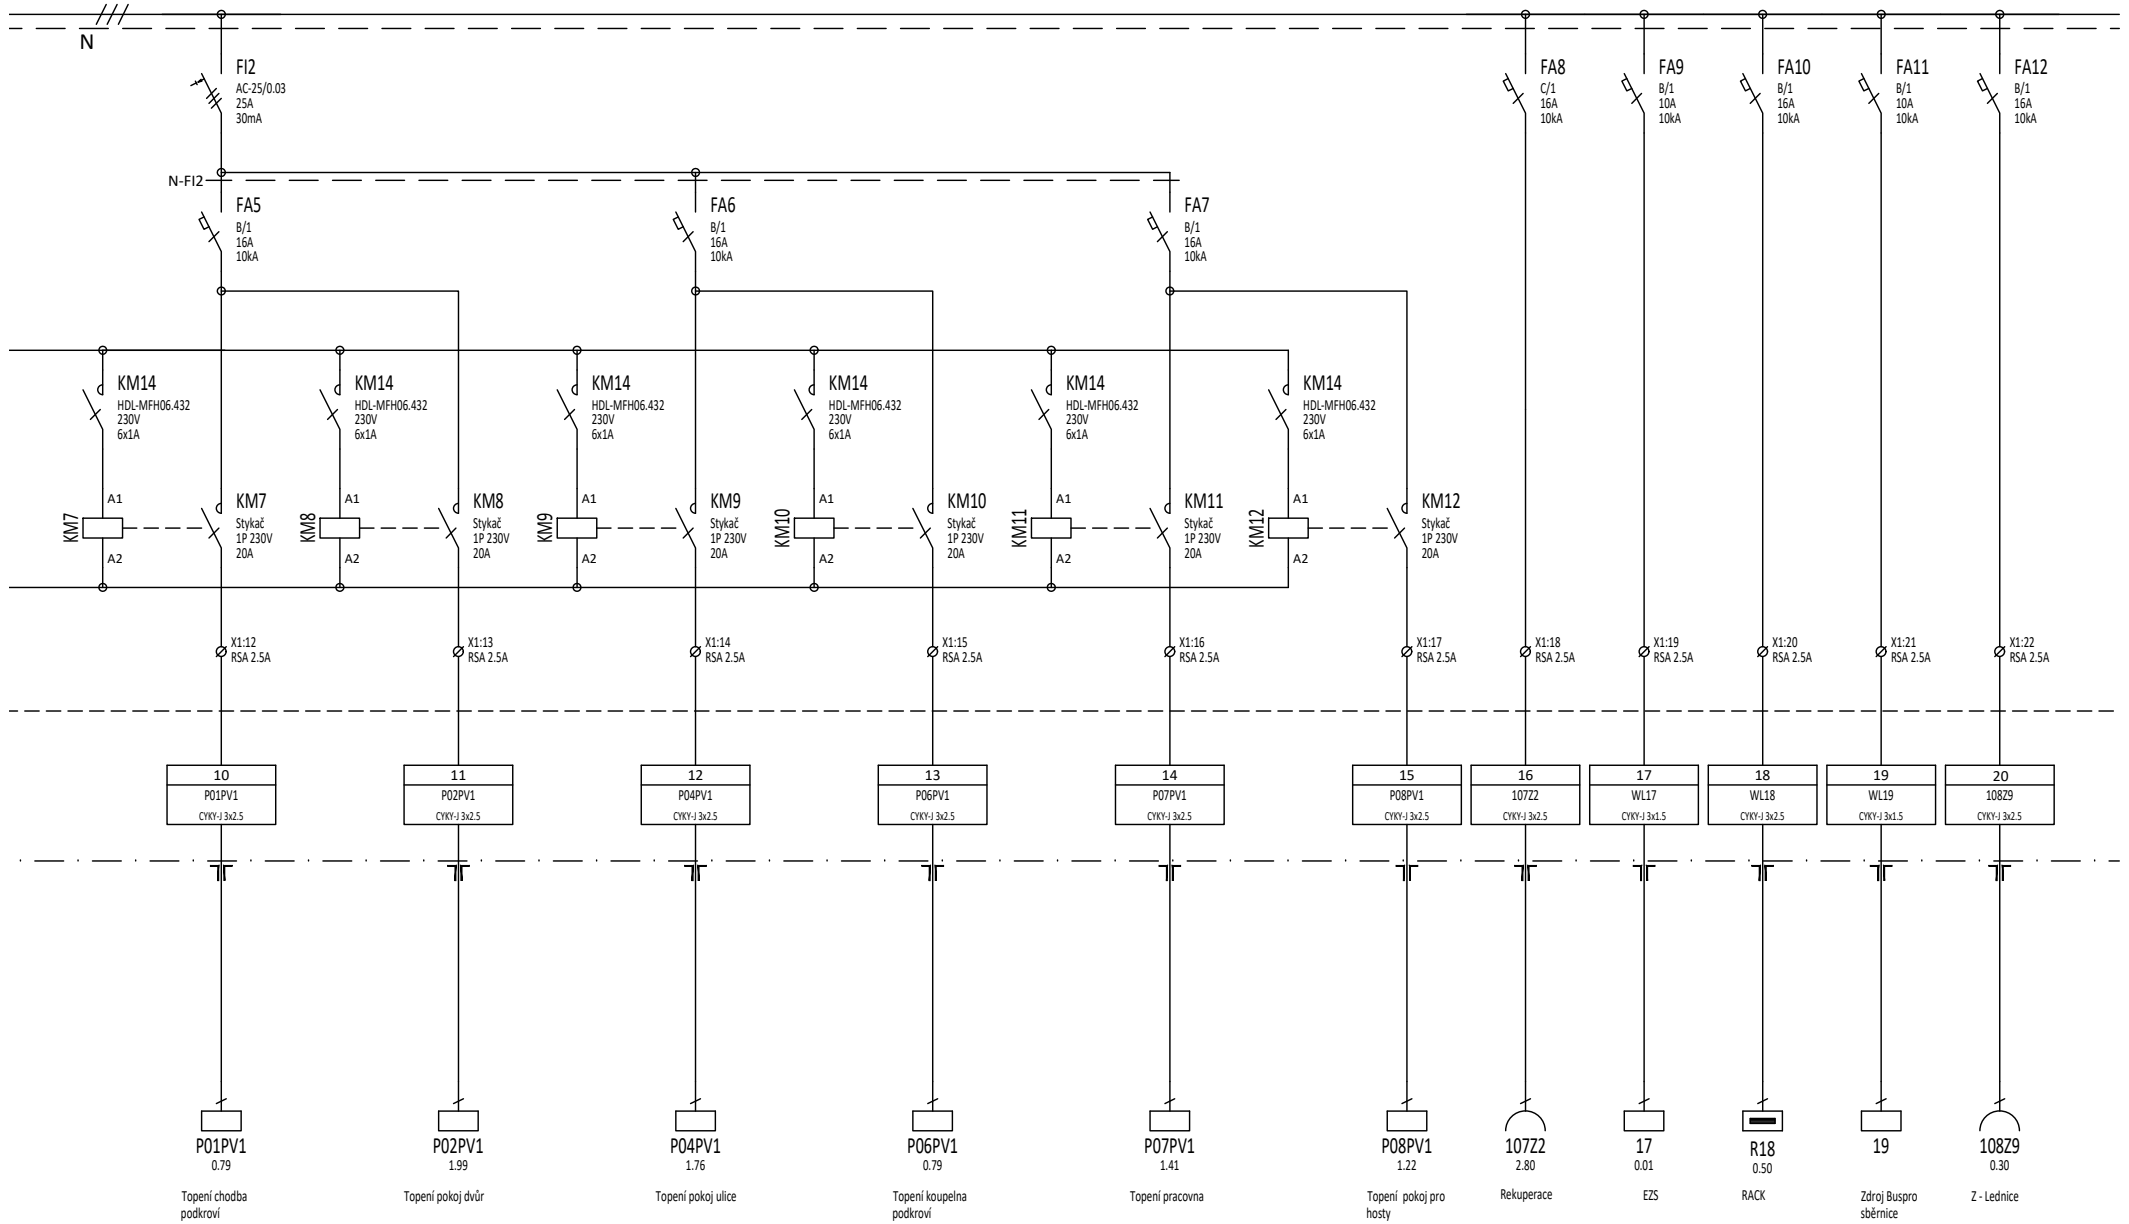 N
FI2
AC-25/0.03
25A
30mA
FA8
C/1
16A
10kA
FA9
B/1
10A
10kA
FA10
B/1
16A
10kA
FA11
B/1
10A
10kA
FA12
B/1
16A
10kA
N-FI2
FA5
B/1
16A
10kA
FA6
B/1
16A
10kA
FA7
B/1
16A
10kA
KM14
HDL-MFH06.432
230V
6x1A
KM14
HDL-MFH06.432
230V
6x1A
KM14
HDL-MFH06.432
230V
6x1A
KM14
HDL-MFH06.432
230V
6x1A
KM14
HDL-MFH06.432
230V
6x1A
KM14
HDL-MFH06.432
230V
6x1A
KM7
A1
A2
KM7
Stykač
1P 230V
20A
KM8
A1
A2
KM8
Stykač
1P 230V
20A
KM9
A1
A2
KM9
Stykač
1P 230V
20A
KM10
A1
A2
KM10
Stykač
1P 230V
20A
KM11
A1
A2
KM11
Stykač
1P 230V
20A
KM12
A1
A2
KM12
Stykač
1P 230V
20A
X1:12
RSA 2.5A
X1:13
RSA 2.5A
X1:14
RSA 2.5A
X1:15
RSA 2.5A
X1:16
RSA 2.5A
X1:17
RSA 2.5A
X1:18
RSA 2.5A
X1:19
RSA 2.5A
X1:20
RSA 2.5A
X1:21
RSA 2.5A
X1:22
RSA 2.5A
10
P01PV1
CYKY-J 3x2.5
11
P02PV1
CYKY-J 3x2.5
12
P04PV1
CYKY-J 3x2.5
13
P06PV1
CYKY-J 3x2.5
14
P07PV1
CYKY-J 3x2.5
15
P08PV1
CYKY-J 3x2.5
16
107Z2
CYKY-J 3x2.5
17
WL17
CYKY-J 3x1.5
18
WL18
CYKY-J 3x2.5
19
WL19
CYKY-J 3x1.5
20
108Z9
CYKY-J 3x2.5
P01PV1
0.79
Topení chodba
podkroví
P02PV1
1.99
Topení pokoj dvůr
P04PV1
1.76
Topení pokoj ulice
P06PV1
0.79
Topení koupelna
podkroví
P07PV1
1.41
Topení pracovna
P08PV1
1.22
Topení pokoj pro
hosty
107Z2
2.80
Rekuperace
17
0.01
EZS
R18
0.50
RACK
19
Zdroj Buspro
sběrnice
108Z9
0.30
Z - Lednice